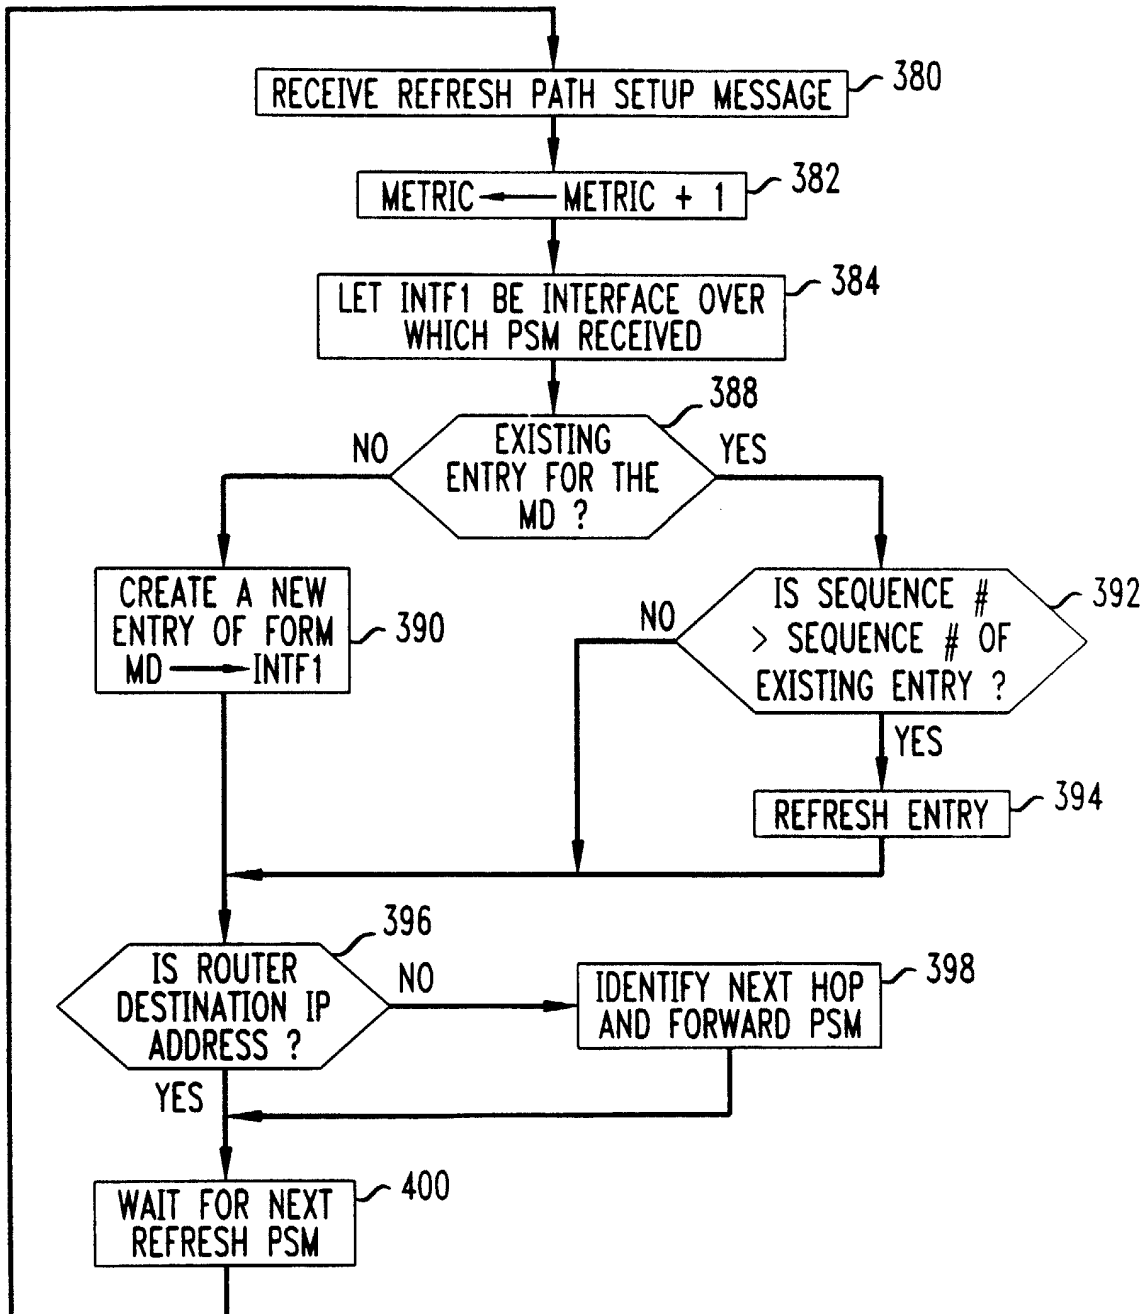 RECEIVE REFRESH PATH SETUP MESSAGE
380
METRIC ← METRIC + 1
382
LET INTF1 BE INTERFACE OVER
WHICH PSM RECEIVED
384
388
NO
EXISTING
ENTRY FOR THE
MD ?
YES
CREATE A NEW
ENTRY OF FORM
MD → INTF1
390
NO
IS SEQUENCE #
> SEQUENCE # OF
EXISTING ENTRY ?
392
YES
REFRESH ENTRY
394
396
IS ROUTER
DESTINATION IP
ADDRESS ?
NO
IDENTIFY NEXT HOP
AND FORWARD PSM
398
YES
WAIT FOR NEXT
REFRESH PSM
400